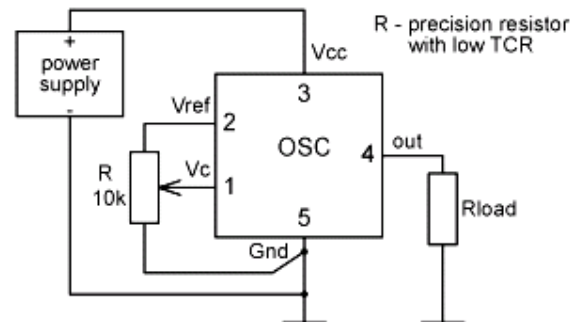 R - precision resistor
with low TCR
+
power
supply
-
Vcc
3
Vref
2
OSC
4
out
R
10k
Vc
1
Rload
5
Gnd